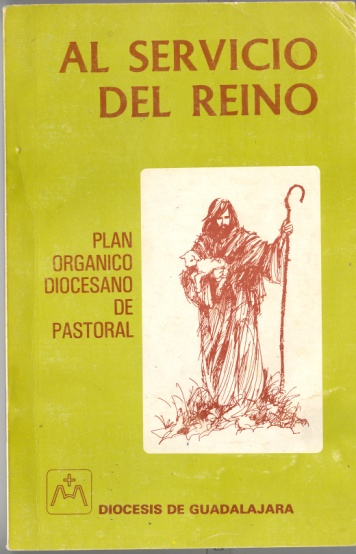 AL SERVICIO
DEL REINO
PLAN
ORGANICO
DIOCESANO
DE
PASTORAL
DIOCESIS DE GUADALAJARA